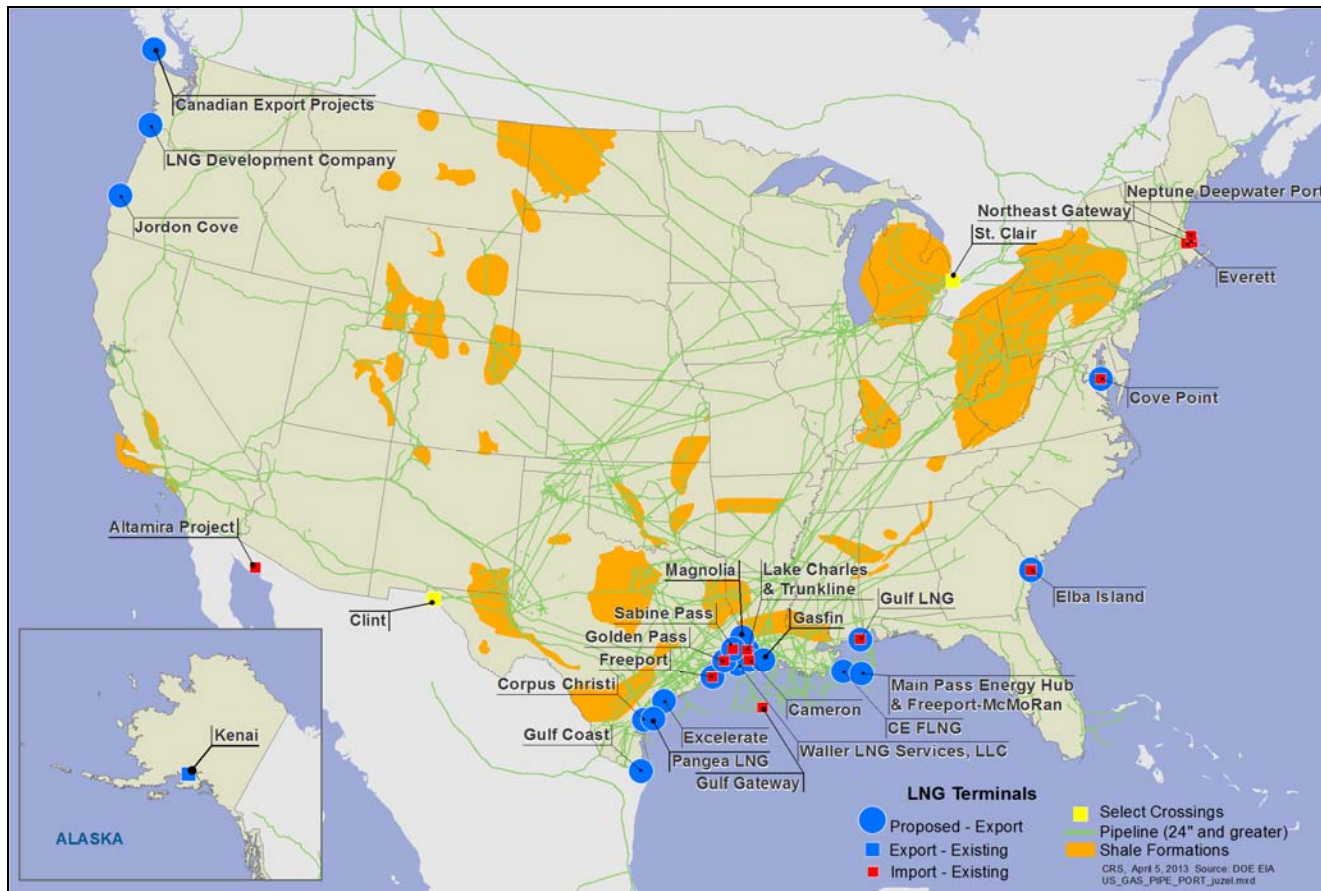 Canadian Export Projects
LNG Development Company
Jordon Cove
Neptune Deepwater Port
Northeast Gateway
St. Clair
Everett
Cove Point
Altamira Project
Clint
Magnolia
Lake Charles
& Trunkline
Sabine Pass
Gulf LNG
Elba Island
Golden Pass
Gasfin
Freeport
Corpus Christi
Main Pass Energy Hub
& Freeport-McMoRan
Cameron
CE FLNG
Gulf Coast
Excelerate
Waller LNG Services, LLC
Pangea LNG
Gulf Gateway
Kenai
ALASKA
LNG Terminals
Proposed - Export
Export - Existing
Import - Existing
Select Crossings
Pipeline (24" and greater)
Shale Formations
CRS, April 5, 2013 Source: DOE EIA
US_GAS_PIPE_PORT_juzel.mxd